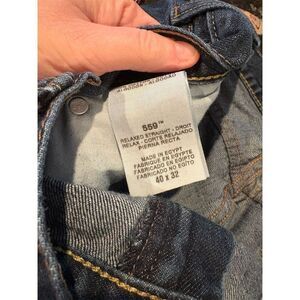 559™
RELAXED STRAIGHT - DROIT
RELAX - CORTE RELAJADO
PIERNA RECTA
MADE IN EGYPT
FABRIQUE EN EGYPTE
FABRICADO EN EGIPTO
FABRICADO NO EGITO
40 X 32